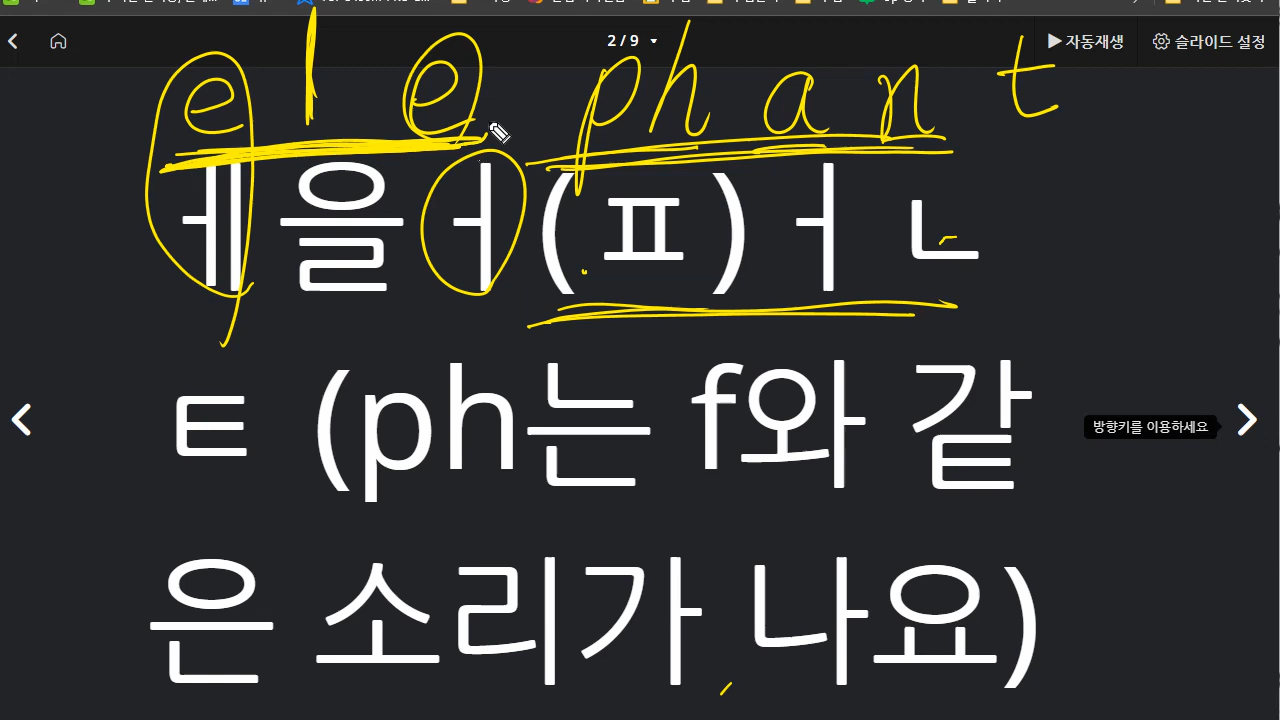 2 / 9
자동재생
슬라이드 설정
elephant
ㅔ을ㅓ(ㅍ)ㅓㄴ
ㅌ (ph는 f와 같
방향키를 이용하세요
은 소리가 나요)